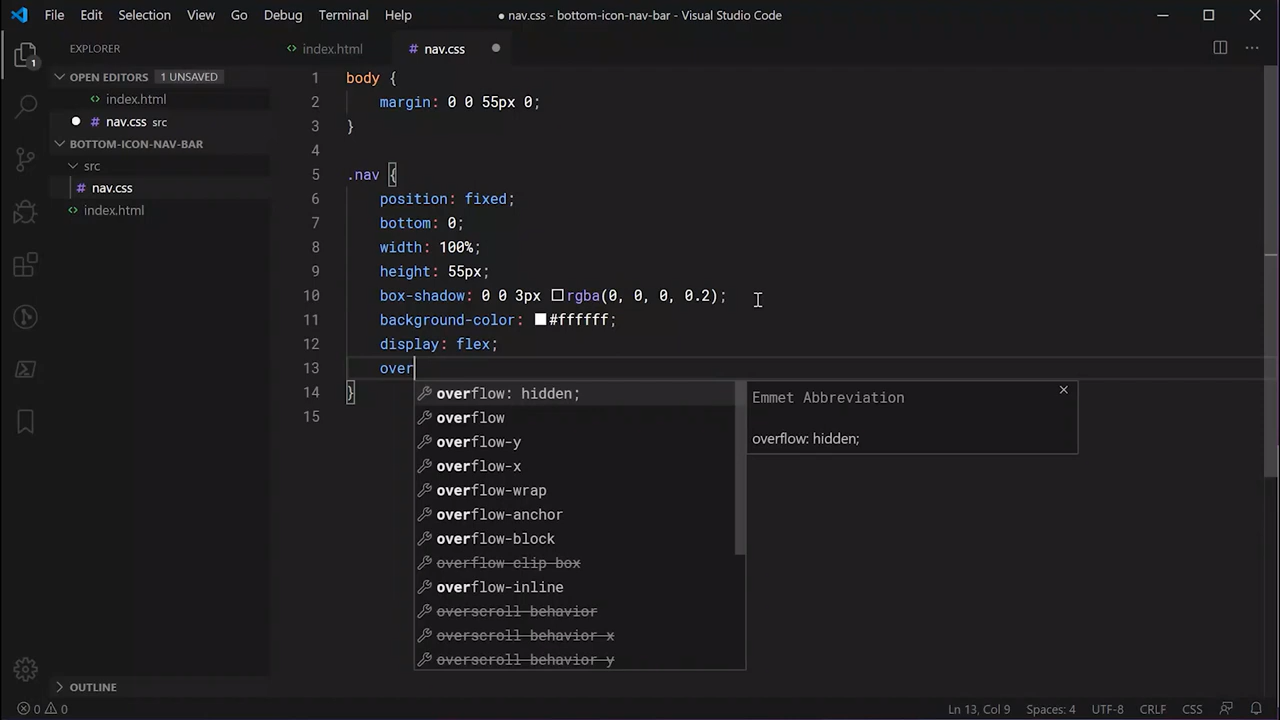 File Edit Selection View Go Debug Terminal Help
● nav.css - bottom-icon-nav-bar - Visual Studio Code
1
EXPLORER
OPEN EDITORS 1 UNSAVED
<> index.html
● # nav.css src
BOTTOM-ICON-NAV-BAR
src
# nav.css
<> index.html
OUTLINE
<> index.html
# nav.css ●
1 body {
2 margin: 0 0 55px 0;
3 }
4
5 .nav {
6 position: fixed;
7 bottom: 0;
8 width: 100%;
9 height: 55px;
10 box-shadow: 0 0 3px rgba(0, 0, 0, 0.2);
11 background-color: #ffffff;
12 display: flex;
13 over
14 }
15
overflow: hidden;
overflow
overflow-y
overflow-x
overflow-wrap
overflow-anchor
overflow-block
overflow-clip-box
overflow-inline
overscroll-behavior
overscroll-behavior-x
overscroll-behavior-y
Emmet Abbreviation
overflow: hidden;
0 0
Ln 13, Col 9 Spaces: 4 UTF-8 CRLF CSS